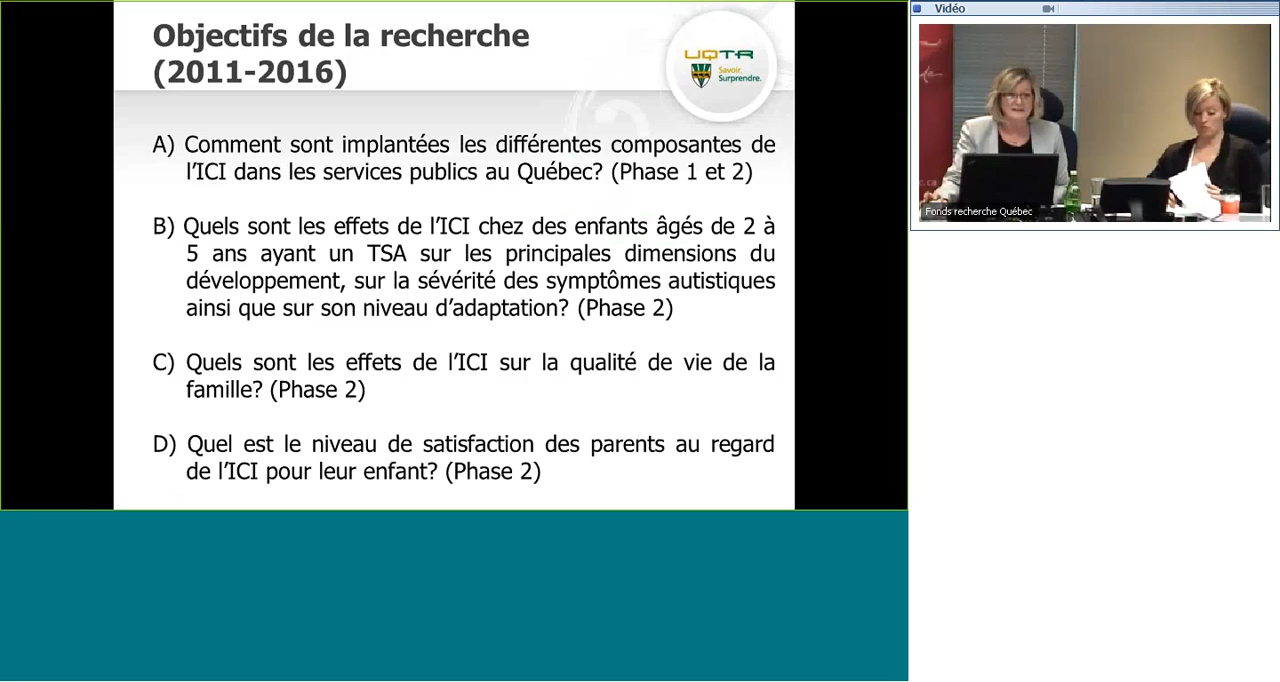 Objectifs de la recherche
(2011-2016)
UQTR
Savoir.
Surprendre.
A) Comment sont implantées les différentes composantes de
l’ICI dans les services publics au Québec? (Phase 1 et 2)
B) Quels sont les effets de l’ICI chez des enfants âgés de 2 à
5 ans ayant un TSA sur les principales dimensions du
développement, sur la sévérité des symptômes autistiques
ainsi que sur son niveau d’adaptation? (Phase 2)
C) Quels sont les effets de l’ICI sur la qualité de vie de la
famille? (Phase 2)
D) Quel est le niveau de satisfaction des parents au regard
de l’ICI pour leur enfant? (Phase 2)
Vidéo
Fonds recherche Québec